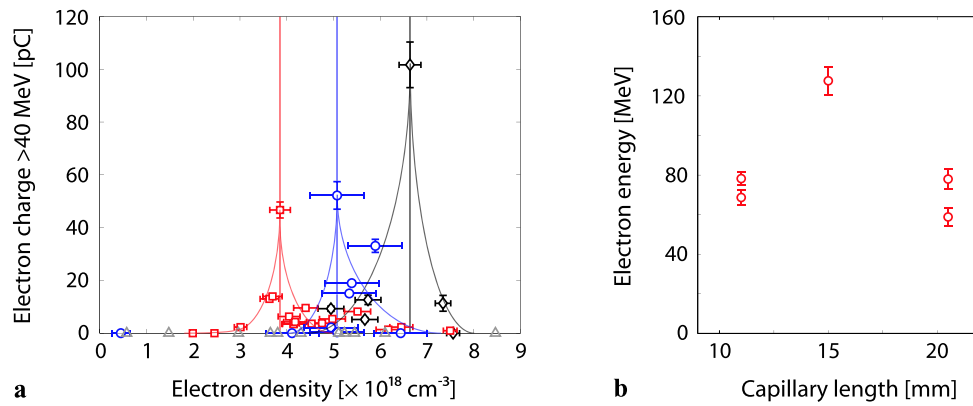 Electron charge >40 MeV [pC]
120
100
80
60
40
20
0
0 1 2 3 4 5 6 7 8 9
Electron density [× 10¹⁸ cm⁻³]
a
Electron energy [MeV]
160
120
80
40
0
10 15 20
Capillary length [mm]
b